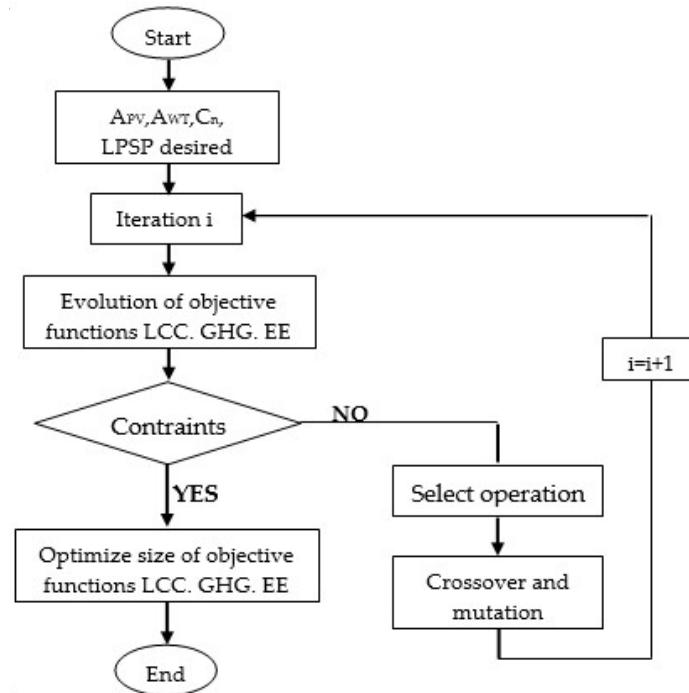 Start
APV,AWT,Cn,
LPSP desired
Iteration i
Evolution of objective
functions LCC. GHG. EE
i=i+1
Contraints
NO
YES
Select operation
Optimize size of objective
functions LCC. GHG. EE
Crossover and
mutation
End